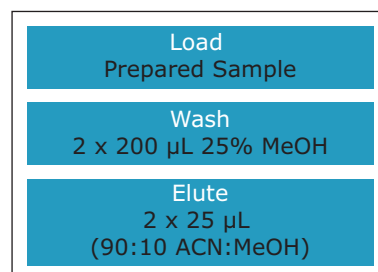 Load
Prepared Sample
Wash
2 x 200 µL 25% MeOH
Elute
2 x 25 µL
(90:10 ACN:MeOH)